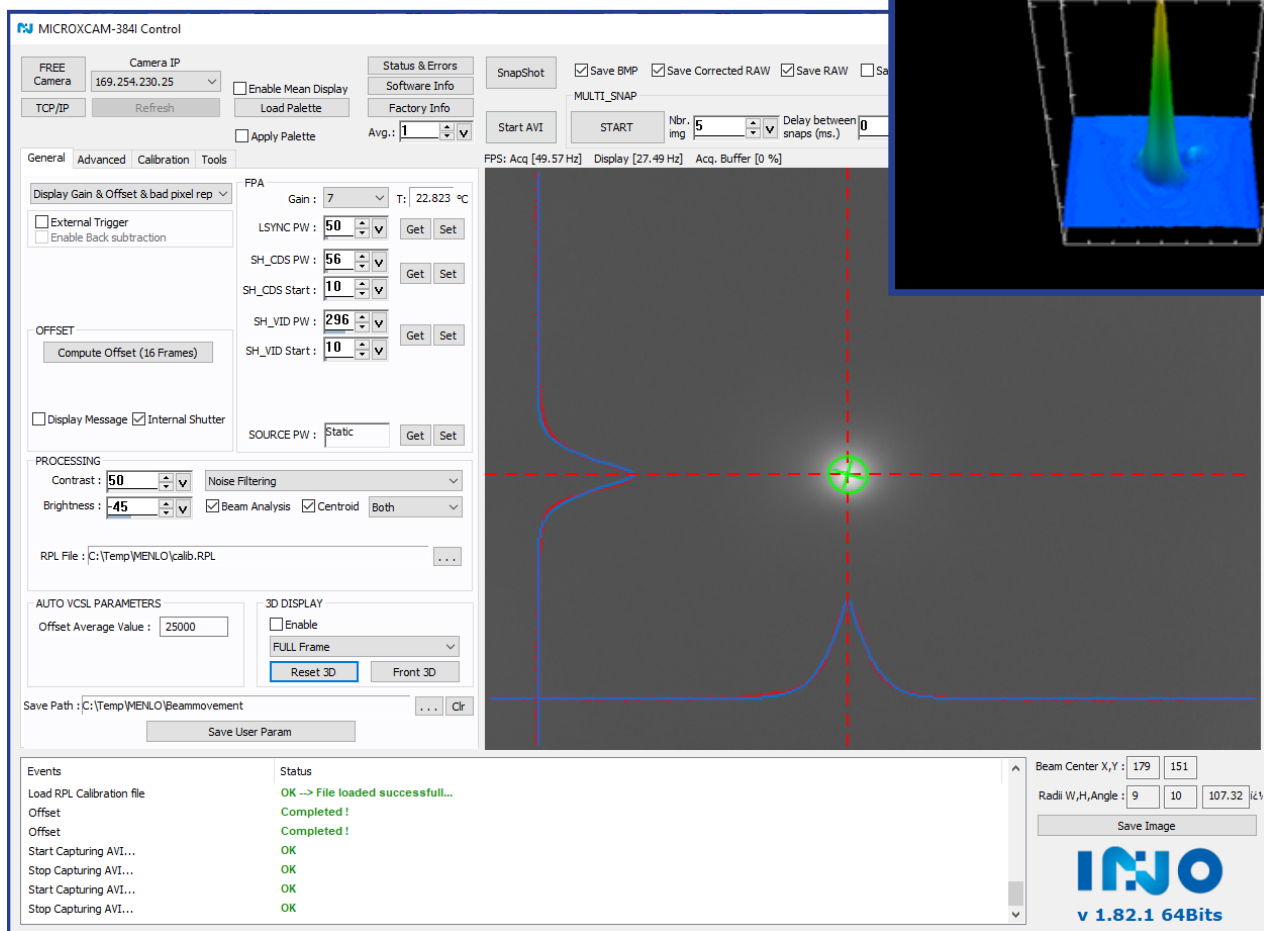 MICROXCAM-384I Control
FREE Camera
Camera IP
169.254.230.25
TCP/IP
Refresh
Enable Mean Display
Load Palette
Apply Palette
Status & Errors
Software Info
Factory Info
Avg.: 1 V
SnapShot
Save BMP Save Corrected RAW Save RAW Sa
MULTI_SNAP
Start AVI
START
Nbr. img 5 V
Delay between snaps (ms.) 0
FPS: Acq [49.57 Hz] Display [27.49 Hz] Acq. Buffer [0 %]
General Advanced Calibration Tools
Display Gain & Offset & bad pixel rep
External Trigger
Enable Back subtraction
FPA
Gain : 7 T: 22.823 ºC
LSYNC PW : 50 V Get Set
SH_CDS PW : 56 V
Get Set
SH_CDS Start : 10 V
SH_VID PW : 296 V
Get Set
SH_VID Start : 10 V
SOURCE PW : Static Get Set
OFFSET
Compute Offset (16 Frames)
Display Message Internal Shutter
PROCESSING
Contrast : 50 V Noise Filtering
Brightness : -45 V Beam Analysis Centroid Both
RPL File : C:\Temp\MENLO\calib.RPL ...
AUTO VCSL PARAMETERS
Offset Average Value : 25000
3D DISPLAY
Enable
FULL Frame
Reset 3D Front 3D
Save Path : C:\Temp\MENLO\Beammovement ... Clr
Save User Param
Events Status
Load RPL Calibration file OK --> File loaded successfull...
Offset Completed !
Offset Completed !
Start Capturing AVI... OK
Stop Capturing AVI... OK
Start Capturing AVI... OK
Stop Capturing AVI... OK
Beam Center X,Y : 179 151
Radii W,H,Angle : 9 10 107.32 ï¿½
Save Image
INO
v 1.82.1 64Bits